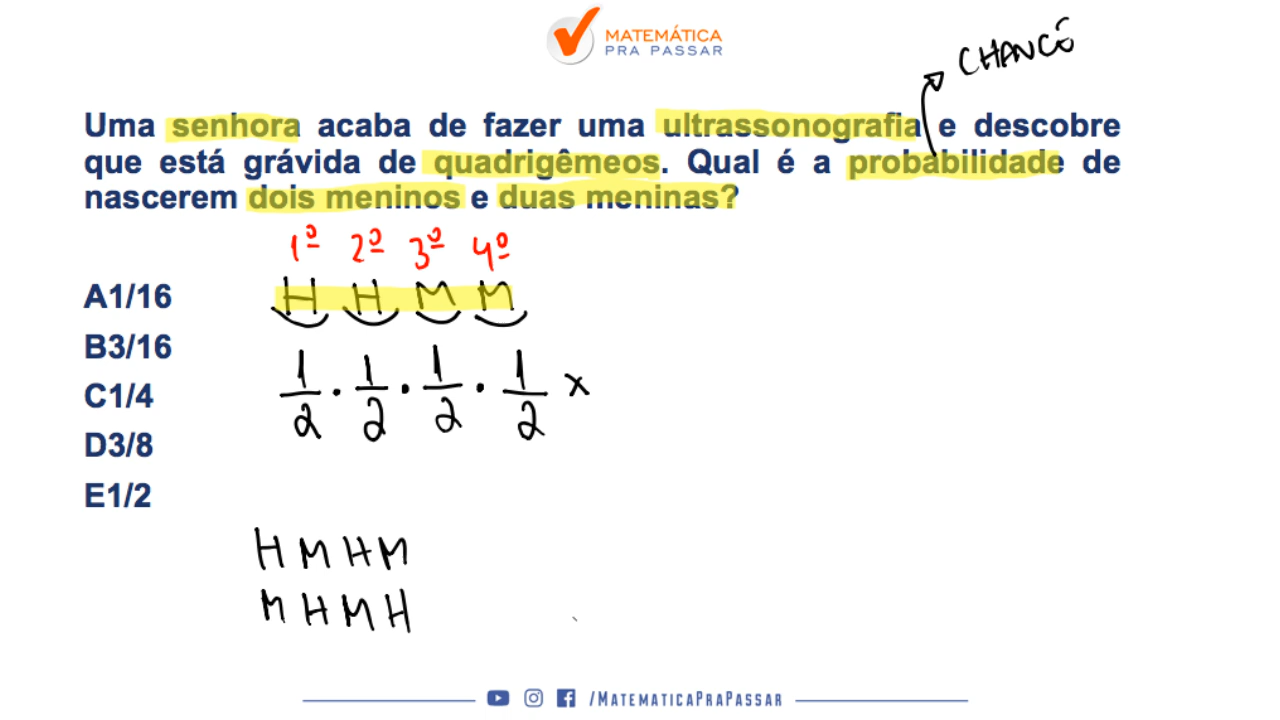 MATEMÁTICA
PRA PASSAR
CHANCE
Uma senhora acaba de fazer uma ultrassonografia e descobre
que está grávida de quadrigêmeos. Qual é a probabilidade de
nascerem dois meninos e duas meninas?
1º 2º 3º 4º
A1/16
H H M M
B3/16
C1/4
1/2 · 1/2 · 1/2 · 1/2 x
D3/8
E1/2
H M H M
M H M H
/MATEMATICAPRAPASSAR